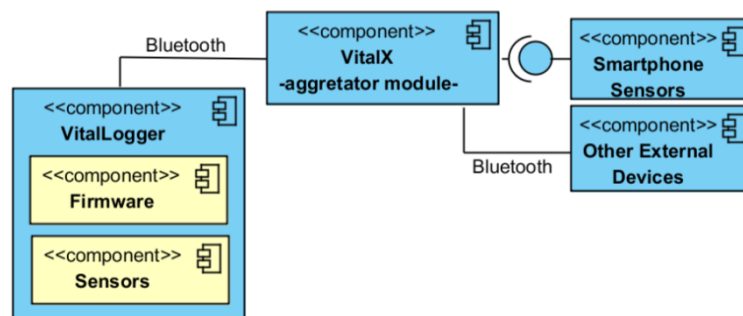 Bluetooth
<<component>>
VitalX
-aggretator module-
<<component>>
Smartphone
Sensors
<<component>>
VitalLogger
<<component>>
Firmware
<<component>>
Sensors
Bluetooth
<<component>>
Other External
Devices